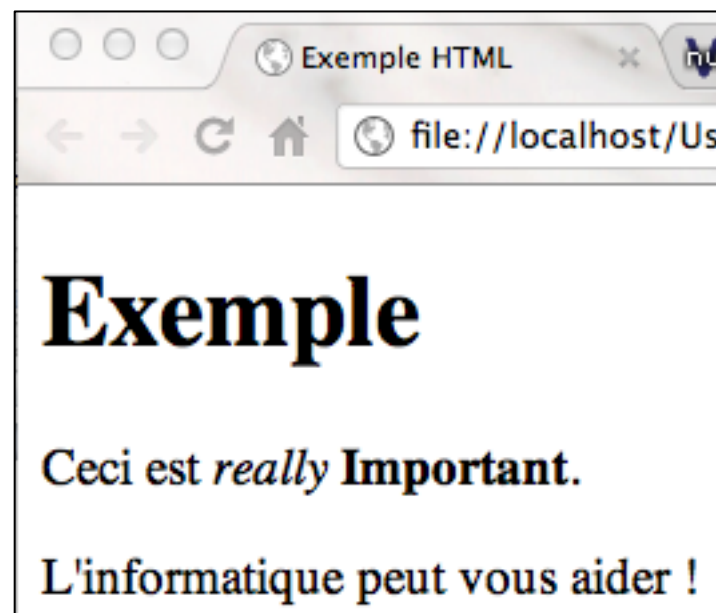 Exemple HTML
file://localhost/Us
Exemple
Ceci est really Important.
L'informatique peut vous aider !